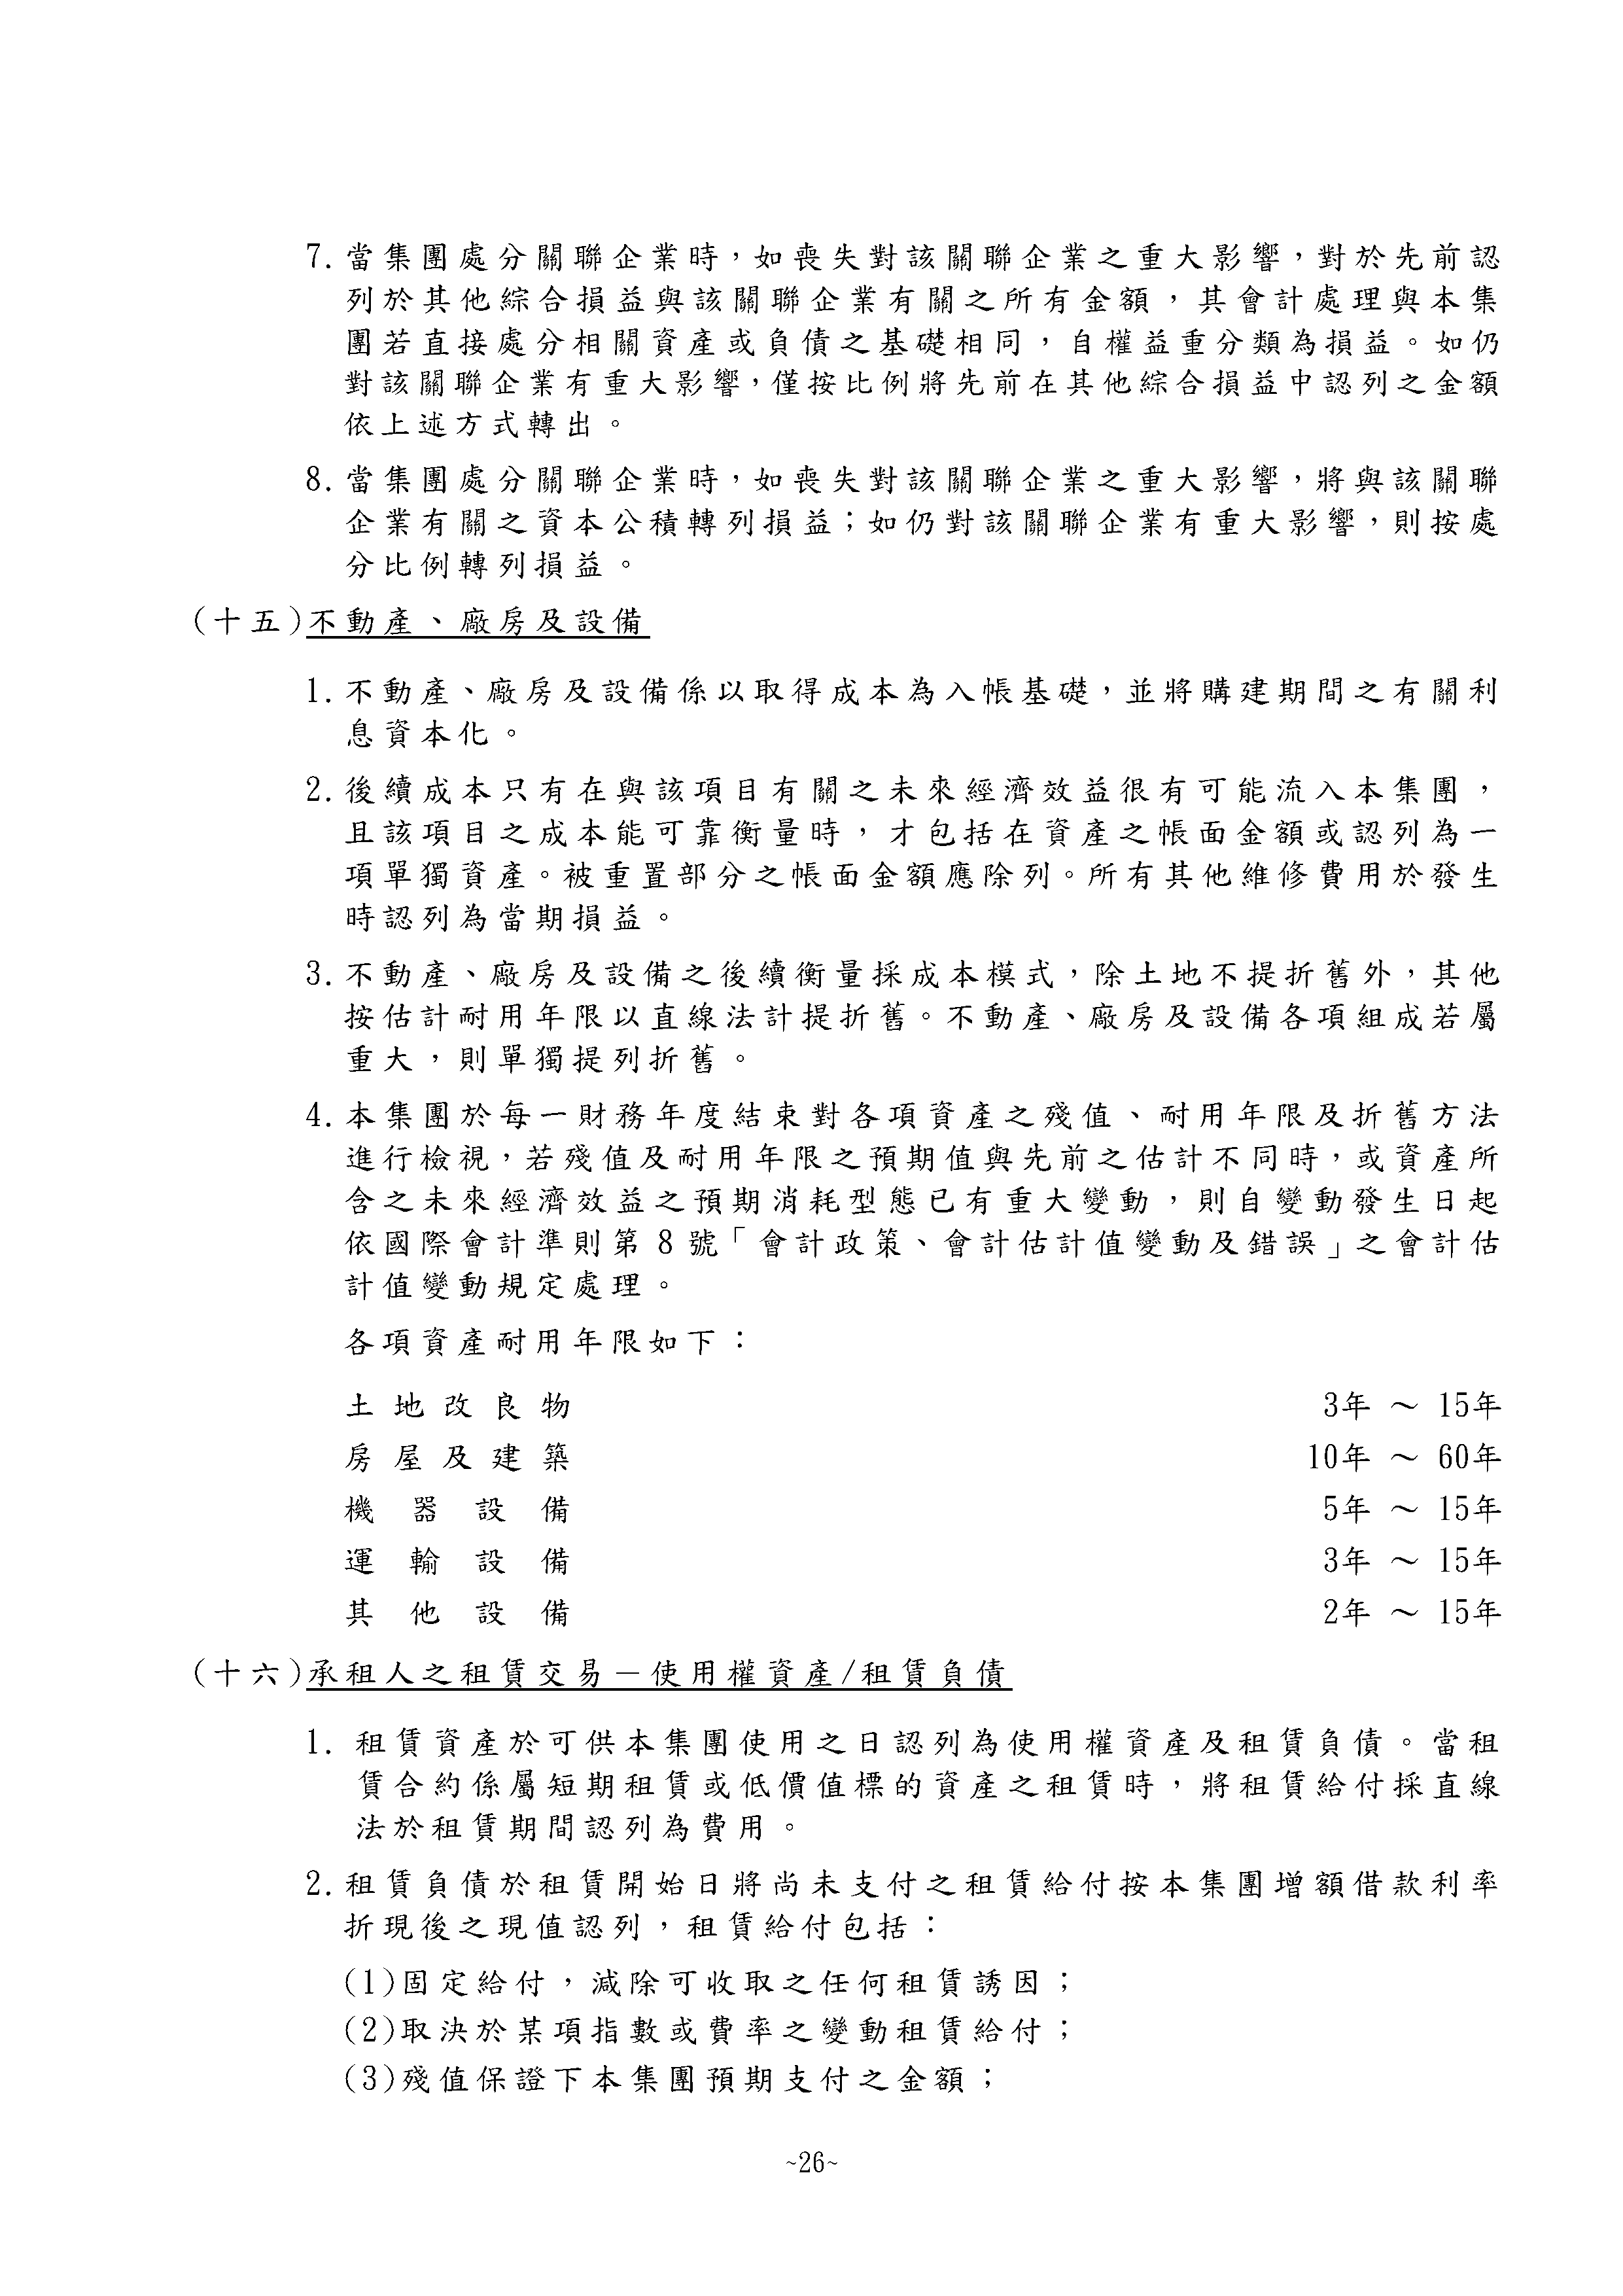 7.當集團處分關聯企業時，如喪失對該關聯企業之重大影響，對於先前認
列於其他綜合損益與該關聯企業有關之所有金額，其會計處理與本集
團若直接處分相關資產或負債之基礎相同，自權益重分類為損益。如仍
對該關聯企業有重大影響，僅按比例將先前在其他綜合損益中認列之金額
依上述方式轉出。
8.當集團處分關聯企業時，如喪失對該關聯企業之重大影響，將與該關聯
企業有關之資本公積轉列損益；如仍對該關聯企業有重大影響，則按處
分比例轉列損益。
(十五)不動產、廠房及設備
1.不動產、廠房及設備係以取得成本為入帳基礎，並將購建期間之有關利
息資本化。
2.後續成本只有在與該項目有關之未來經濟效益很有可能流入本集團，
且該項目之成本能可靠衡量時，才包括在資產之帳面金額或認列為一
項單獨資產。被重置部分之帳面金額應除列。所有其他維修費用於發生
時認列為當期損益。
3.不動產、廠房及設備之後續衡量採成本模式，除土地不提折舊外，其他
按估計耐用年限以直線法計提折舊。不動產、廠房及設備各項組成若屬
重大，則單獨提列折舊。
4.本集團於每一財務年度結束對各項資產之殘值、耐用年限及折舊方法
進行檢視，若殘值及耐用年限之預期值與先前之估計不同時，或資產所
含之未來經濟效益之預期消耗型態已有重大變動，則自變動發生日起
依國際會計準則第 8 號「會計政策、會計估計值變動及錯誤」之會計估
計值變動規定處理。
各項資產耐用年限如下：
土地改良物 3年 ～ 15年
房屋及建築 10年 ～ 60年
機器設備 5年 ～ 15年
運輸設備 3年 ～ 15年
其他設備 2年 ～ 15年
(十六)承租人之租賃交易－使用權資產/租賃負債
1. 租賃資產於可供本集團使用之日認列為使用權資產及租賃負債。當租
賃合約係屬短期租賃或低價值標的資產之租賃時，將租賃給付採直線
法於租賃期間認列為費用。
2.租賃負債於租賃開始日將尚未支付之租賃給付按本集團增額借款利率
折現後之現值認列，租賃給付包括：
(1)固定給付，減除可收取之任何租賃誘因；
(2)取決於某項指數或費率之變動租賃給付；
(3)殘值保證下本集團預期支付之金額；
~26~